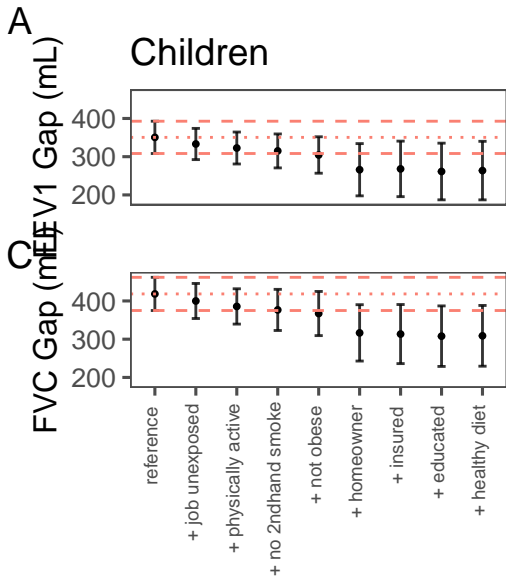 A
Children
FEV1 Gap (mL)
400
300
200
C
FVC Gap (mL)
400
300
200
reference
+ job unexposed
+ physically active
+ no 2ndhand smoke
+ not obese
+ homeowner
+ insured
+ educated
+ healthy diet